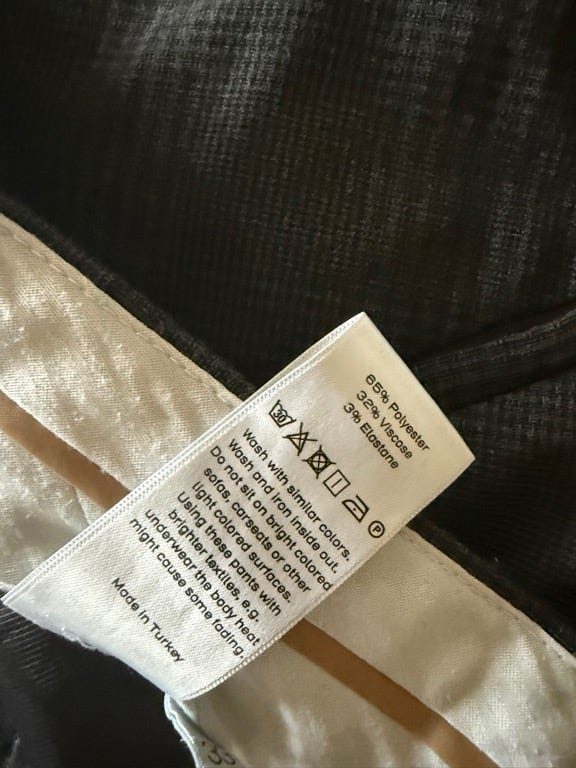 65% Polyester
32% Viscose
3% Elastane
30
P
Wash with similar colors.
Wash and iron inside out.
Do not sit on bright colored
sofas, carseats or other
light colored surfaces.
Using these pants with
brighter textiles, e.g.
underwear the body heat
might cause some fading.
Made in Turkey